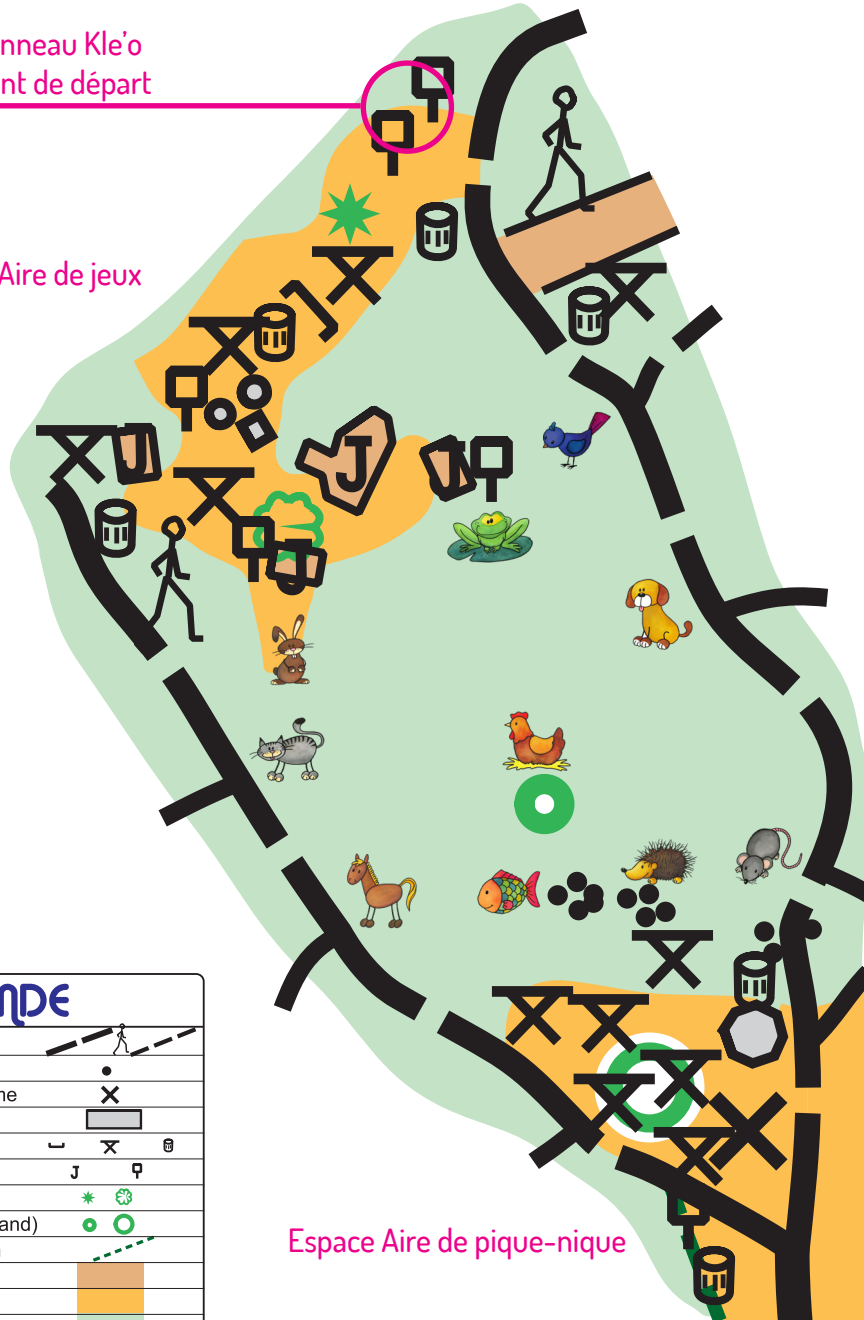 nneau Kle'o
nt de départ
Aire de jeux
J
J
J
J
NDE
ne
J
and)
Espace Aire de pique-nique